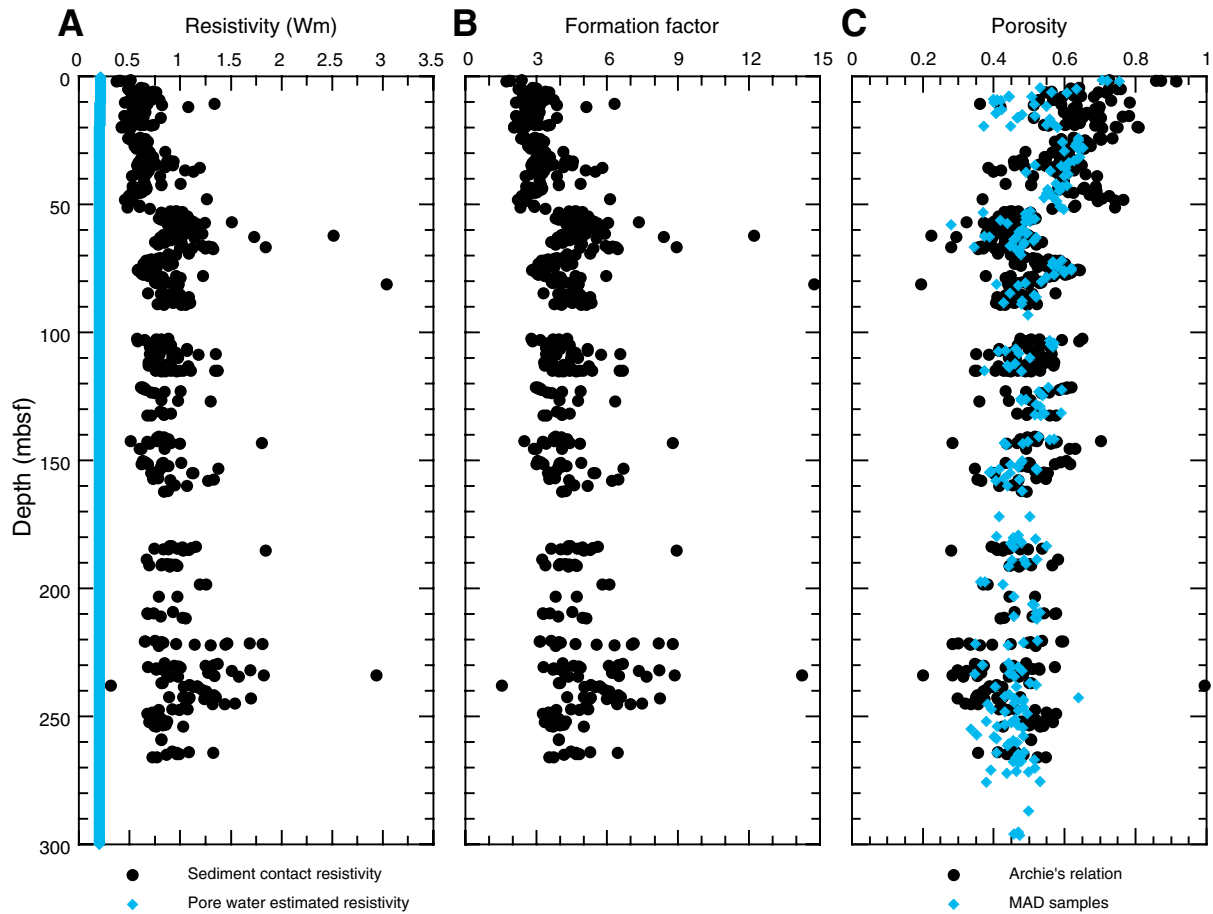 A Resistivity (Wm) B Formation factor C Porosity
0 0.5 1 1.5 2 2.5 3 3.5 0 3 6 9 12 15 0 0.2 0.4 0.6 0.8 1
0
50
100
150
200
250
300
Depth (mbsf)
Sediment contact resistivity Archie's relation
Pore water estimated resistivity MAD samples